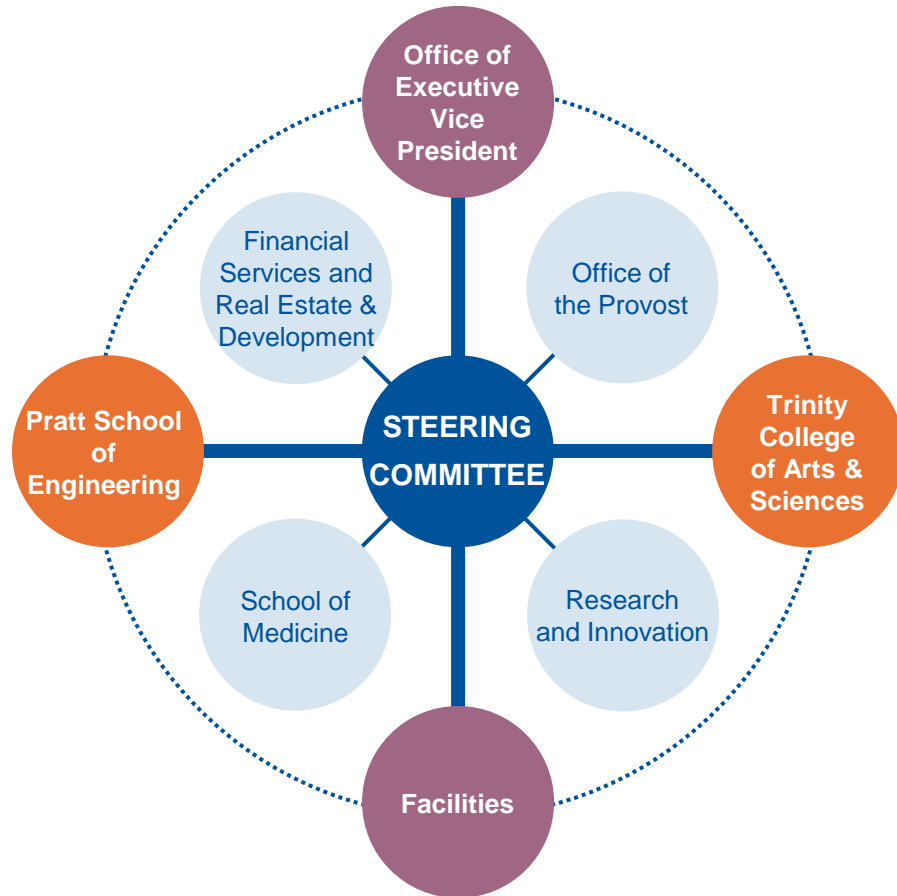 Office of
Executive
Vice
President
Financial
Services and
Real Estate &
Development
Office of
the Provost
Pratt School
of
Engineering
STEERING
COMMITTEE
Trinity
College
of Arts &
Sciences
School of
Medicine
Research
and Innovation
Facilities